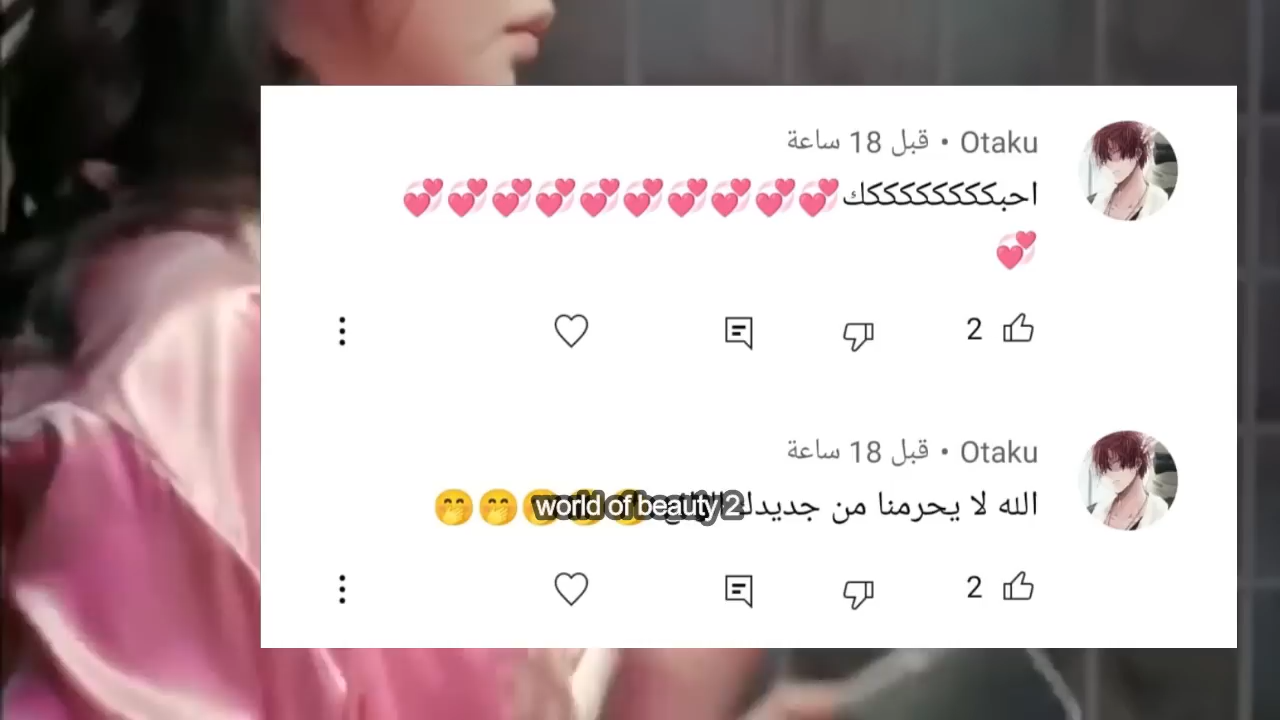 Otaku • قبل 18 ساعة
احبككككككككك💞💞💞💞💞💞💞💞💞💞
💞
2
Otaku • قبل 18 ساعة
الله لا يحرمنا من جديدك 🤭🤭🤭🤭🤭
world of beauty 2
2